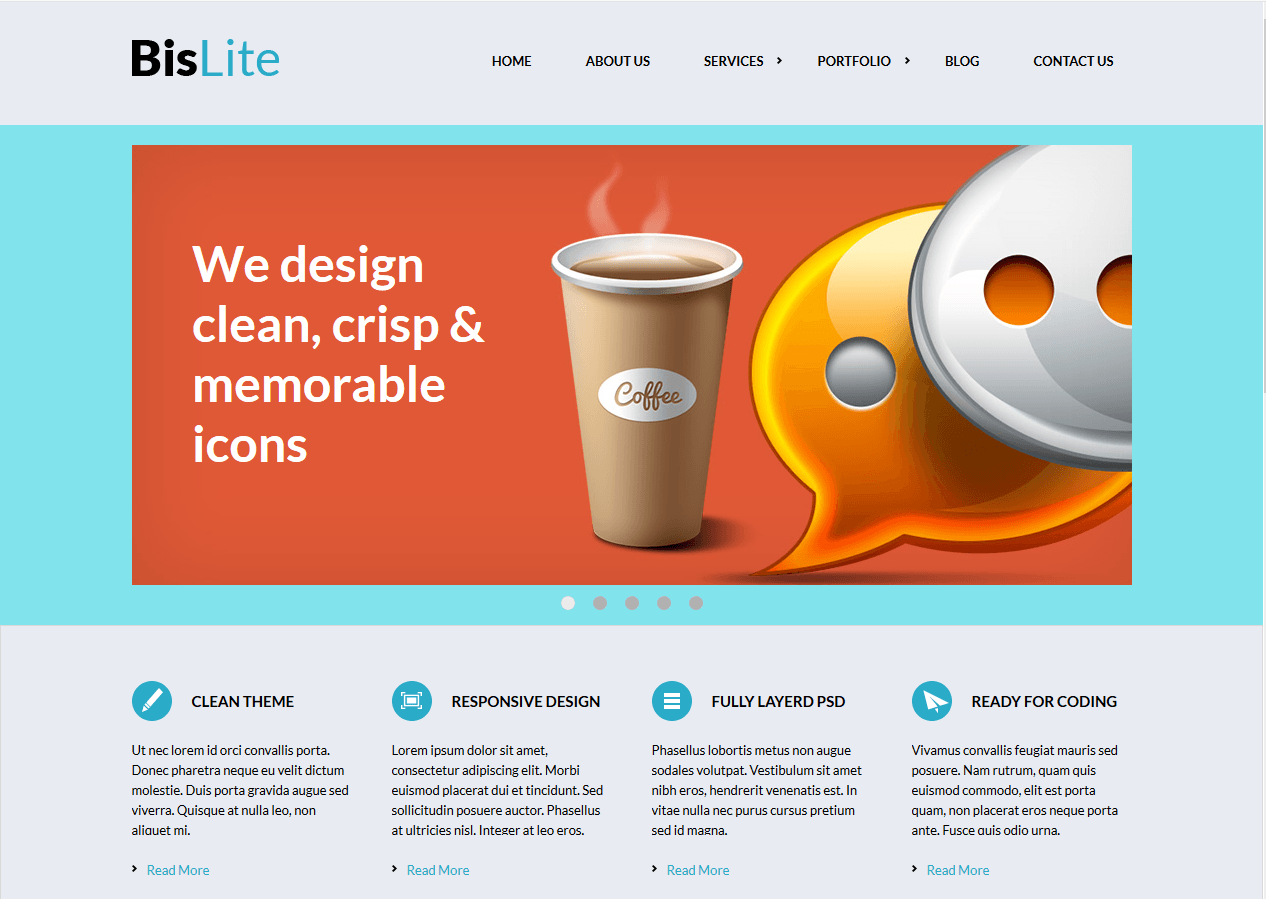 BisLite
HOME ABOUT US SERVICES PORTFOLIO BLOG CONTACT US
We design
clean, crisp &
memorable
icons
Coffee
CLEAN THEME
Ut nec lorem id orci convallis porta.
Donec pharetra neque eu velit dictum
molestie. Duis porta gravida augue sed
viverra. Quisque at nulla leo, non
aliquet mi.
Read More
RESPONSIVE DESIGN
Lorem ipsum dolor sit amet,
consectetur adipiscing elit. Morbi
euismod placerat dui et tincidunt. Sed
sollicitudin posuere auctor. Phasellus
at ultricies nisl. Integer at leo eros.
Read More
FULLY LAYERD PSD
Phasellus lobortis metus non augue
sodales volutpat. Vestibulum sit amet
nibh eros, hendrerit venenatis est. In
vitae nulla nec purus cursus pretium
sed id magna.
Read More
READY FOR CODING
Vivamus convallis feugiat mauris sed
posuere. Nam rutrum, quam quis
euismod commodo, elit est porta
quam, non placerat eros neque porta
ante. Fusce quis odio urna.
Read More